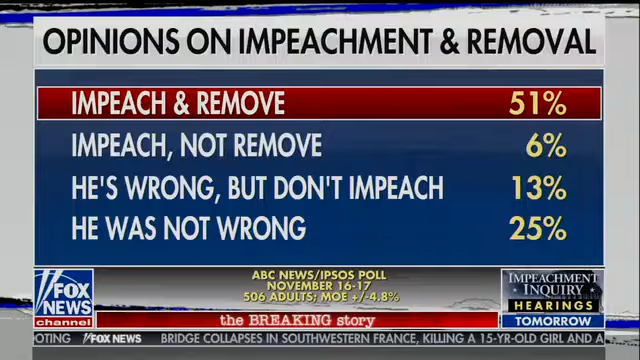 OPINIONS ON IMPEACHMENT & REMOVAL
IMPEACH & REMOVE 51%
IMPEACH, NOT REMOVE 6%
HE'S WRONG, BUT DON'T IMPEACH 13%
HE WAS NOT WRONG 25%
ABC NEWS/IPSOS POLL
NOVEMBER 16-17
506 ADULTS; MOE +/-4.8%
FOX
NEWS
channel
the BREAKING story
IMPEACHMENT
INQUIRY
HEARINGS
TOMORROW
OTING FOX NEWS BRIDGE COLLAPSES IN SOUTHWESTERN FRANCE, KILLING A 15-YR-OLD GIRL AND A